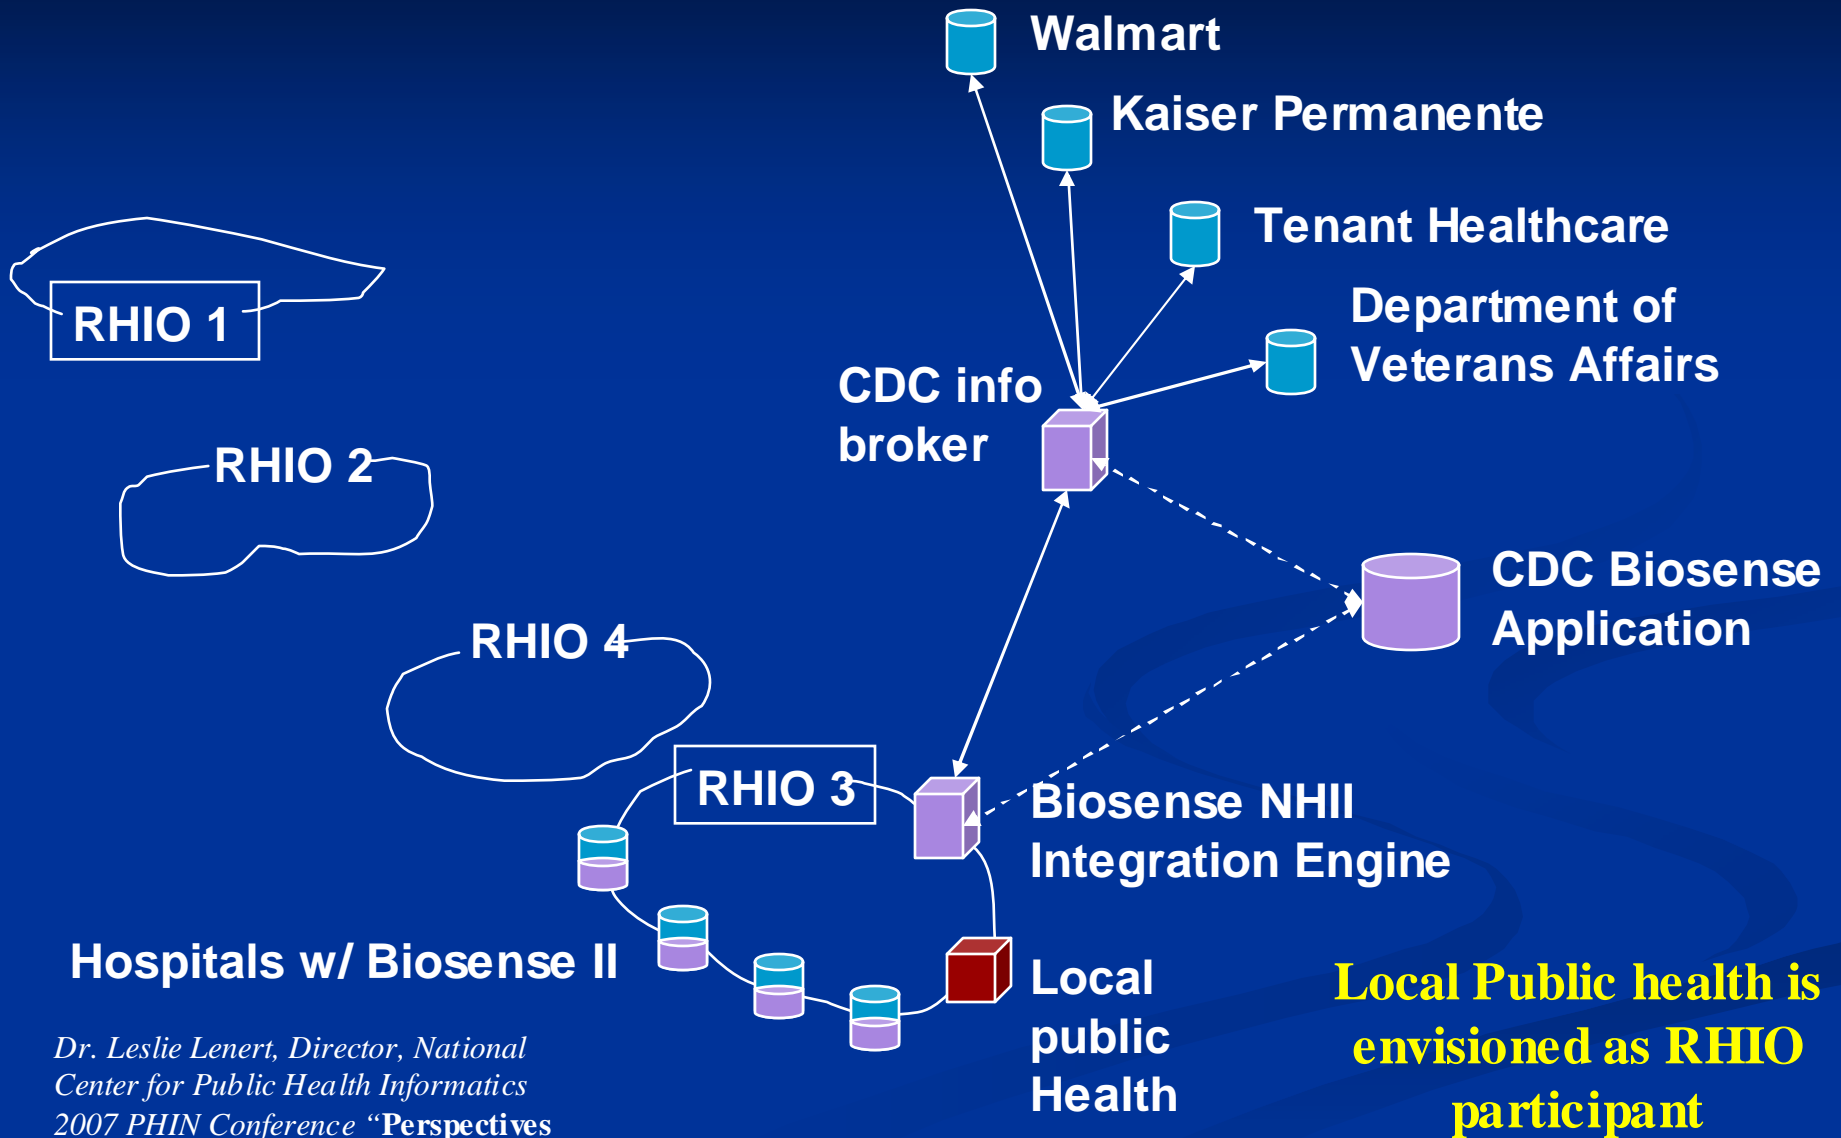 Walmart
Kaiser Permanente
Tenant Healthcare
Department of
Veterans Affairs
RHIO 1
CDC info
broker
RHIO 2
CDC Biosense
Application
RHIO 4
RHIO 3
Biosense NHII
Integration Engine
Hospitals w/ Biosense II
Local
public
Health
Local Public health is
envisioned as RHIO
participant
Dr. Leslie Lenert, Director, National
Center for Public Health Informatics
2007 PHIN Conference “Perspectives